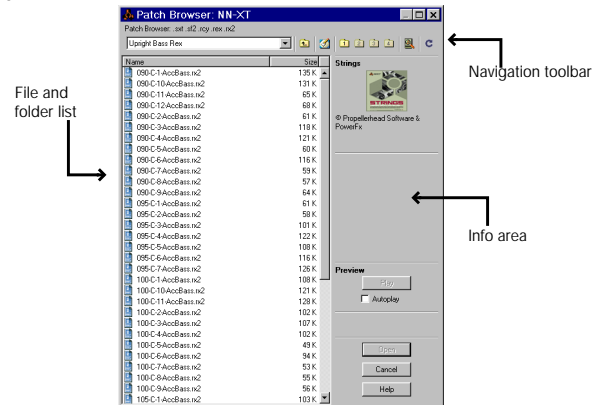 Patch Browser: NN-XT
Patch Browser: .sxt .sf2 .rcy .rex .rx2
Upright Bass Rex
Name Size
090-C-1-AccBass.rx2 135 K
090-C-10-AccBass.rx2 131 K
090-C-11-AccBass.rx2 65 K
090-C-12-AccBass.rx2 68 K
090-C-2-AccBass.rx2 61 K
090-C-3-AccBass.rx2 118 K
090-C-4-AccBass.rx2 121 K
090-C-5-AccBass.rx2 60 K
090-C-6-AccBass.rx2 116 K
090-C-7-AccBass.rx2 59 K
090-C-8-AccBass.rx2 57 K
090-C-9-AccBass.rx2 64 K
095-C-1-AccBass.rx2 61 K
095-C-2-AccBass.rx2 58 K
095-C-3-AccBass.rx2 101 K
095-C-4-AccBass.rx2 122 K
095-C-5-AccBass.rx2 108 K
095-C-6-AccBass.rx2 116 K
095-C-7-AccBass.rx2 126 K
100-C-1-AccBass.rx2 108 K
100-C-10-AccBass.rx2 121 K
100-C-11-AccBass.rx2 128 K
100-C-2-AccBass.rx2 102 K
100-C-3-AccBass.rx2 107 K
100-C-4-AccBass.rx2 102 K
100-C-5-AccBass.rx2 49 K
100-C-6-AccBass.rx2 94 K
100-C-7-AccBass.rx2 53 K
100-C-8-AccBass.rx2 55 K
100-C-9-AccBass.rx2 56 K
105-C-1-AccBass.rx2 103 K
Strings
STRINGS
© Propellerhead Software &
PowerFx
Preview
Play
Autoplay
Open
Cancel
Help
File and
folder list
Navigation toolbar
Info area